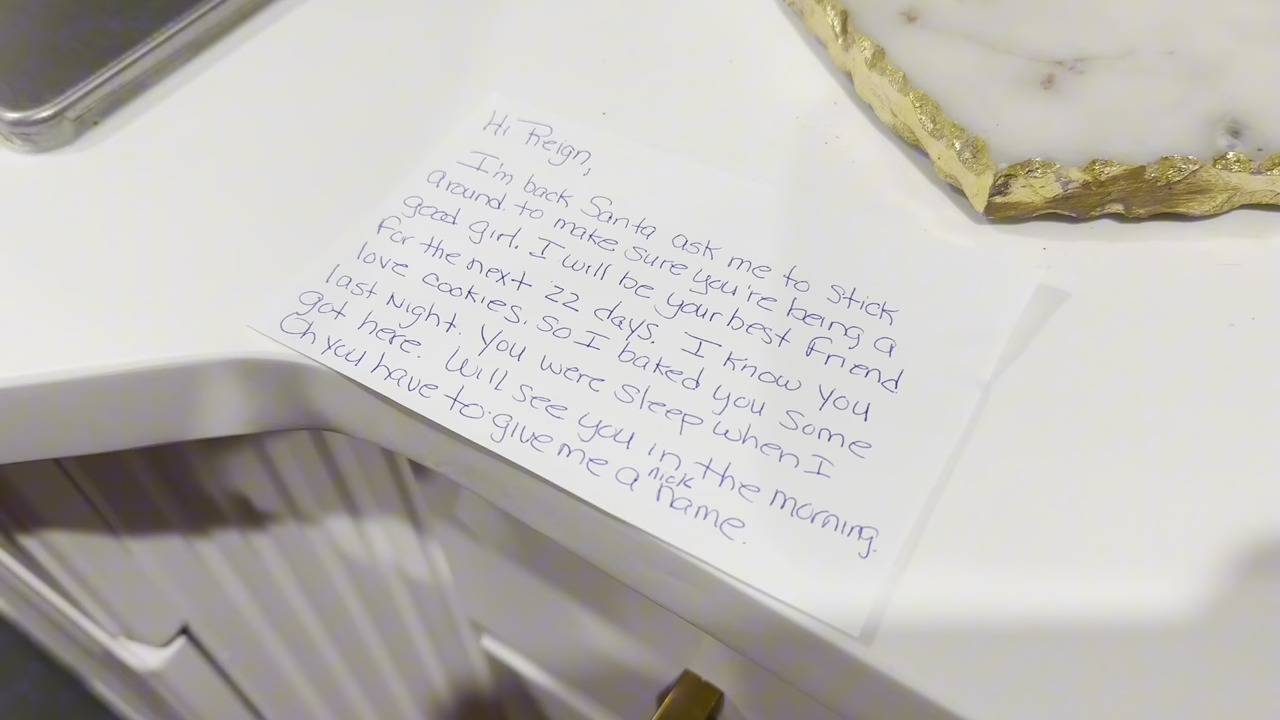 Hi Reign,
I'm back Santa ask me to stick
around to make sure you're being a
good girl. I will be your best friend
For the next 22 days. I know you
love cookies, so I baked you some
last Night. You were sleep when I
got here. Will see you in the morning.
Oh you have to give me a nick name.